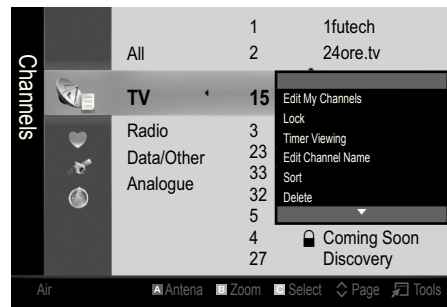 Channels
1 1futech
All 2 24ore.tv
TV 15
Radio 3
Data/Other 23
Analogue 33
32
5
4 Coming Soon
27 Discovery
Edit My Channels
Lock
Timer Viewing
Edit Channel Name
Sort
Delete
Air A Antena B Zoom C Select Page Tools